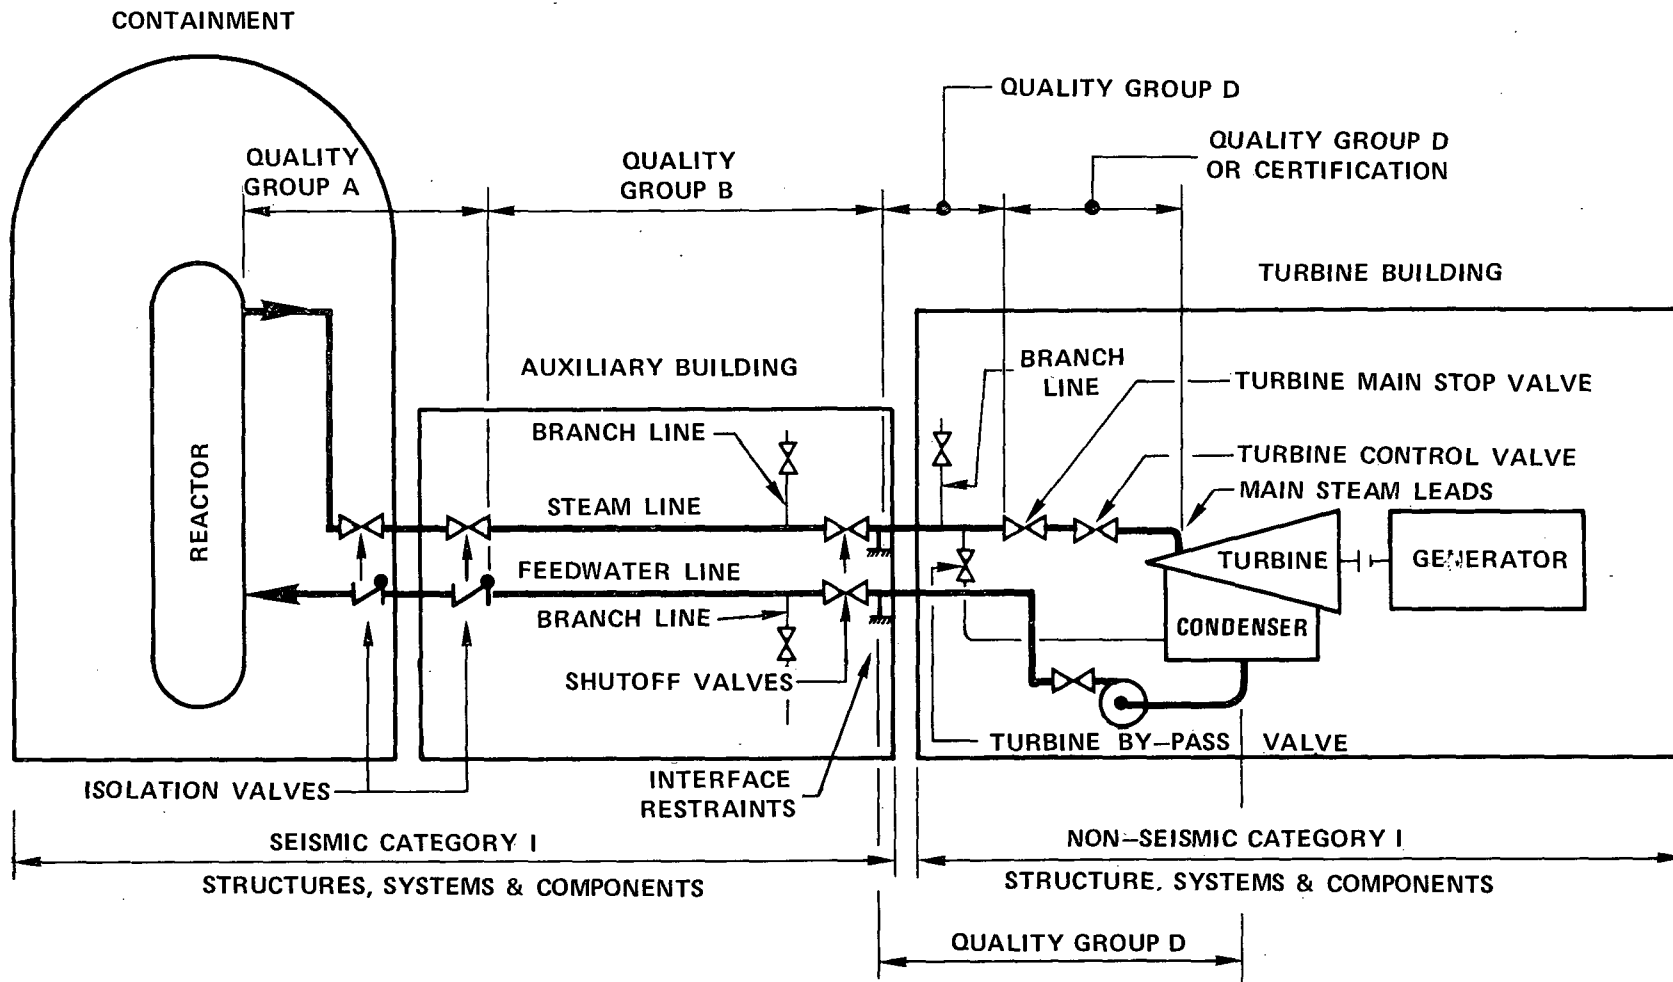 CONTAINMENT
QUALITY GROUP D
QUALITY GROUP D
OR CERTIFICATION
QUALITY
GROUP A
QUALITY
GROUP B
TURBINE BUILDING
AUXILIARY BUILDING
BRANCH
LINE
TURBINE MAIN STOP VALVE
BRANCH LINE
TURBINE CONTROL VALVE
MAIN STEAM LEADS
STEAM LINE
REACTOR
FEEDWATER LINE
TURBINE
GENERATOR
BRANCH LINE
CONDENSER
SHUTOFF VALVES
TURBINE BY-PASS VALVE
ISOLATION VALVES
INTERFACE
RESTRAINTS
SEISMIC CATEGORY I
STRUCTURES, SYSTEMS & COMPONENTS
NON-SEISMIC CATEGORY I
STRUCTURE, SYSTEMS & COMPONENTS
QUALITY GROUP D